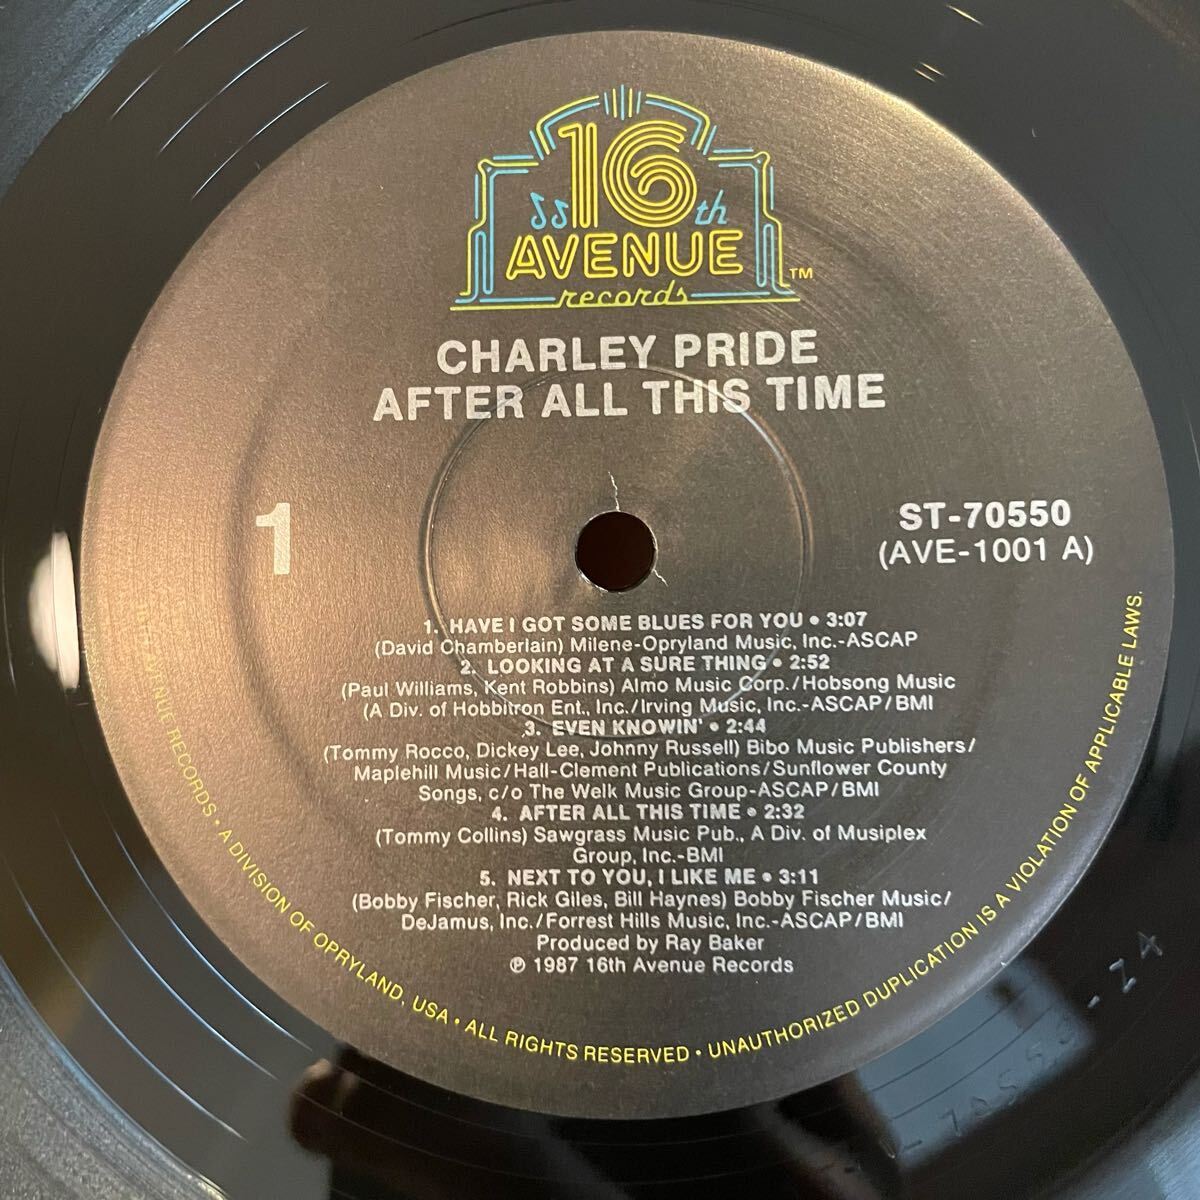 16th
AVENUE
records
TM
CHARLEY PRIDE
AFTER ALL THIS TIME
1
ST-70550
(AVE-1001 A)
1. HAVE I GOT SOME BLUES FOR YOU • 3:07
(David Chamberlain) Milene-Opryland Music, Inc.-ASCAP
2. LOOKING AT A SURE THING • 2:52
(Paul Williams, Kent Robbins) Almo Music Corp./Hobsong Music
(A Div. of Hobbitron Ent., Inc./Irving Music, Inc.-ASCAP/BMI
3. EVEN KNOWIN' • 2:44
(Tommy Rocco, Dickey Lee, Johnny Russell) Bibo Music Publishers/
Maplehill Music/Hall-Clement Publications/Sunflower County
Songs, c/o The Welk Music Group-ASCAP/BMI
4. AFTER ALL THIS TIME • 2:32
(Tommy Collins) Sawgrass Music Pub., A Div. of Musiplex
Group, Inc.-BMI
5. NEXT TO YOU, I LIKE ME • 3:11
(Bobby Fischer, Rick Giles, Bill Haynes) Bobby Fischer Music/
DeJamus, Inc./Forrest Hills Music, Inc.-ASCAP/BMI
Produced by Ray Baker
℗ 1987 16th Avenue Records
16TH AVENUE RECORDS • A DIVISION OF OPRYLAND, USA • ALL RIGHTS RESERVED • UNAUTHORIZED DUPLICATION IS A VIOLATION OF APPLICABLE LAWS.